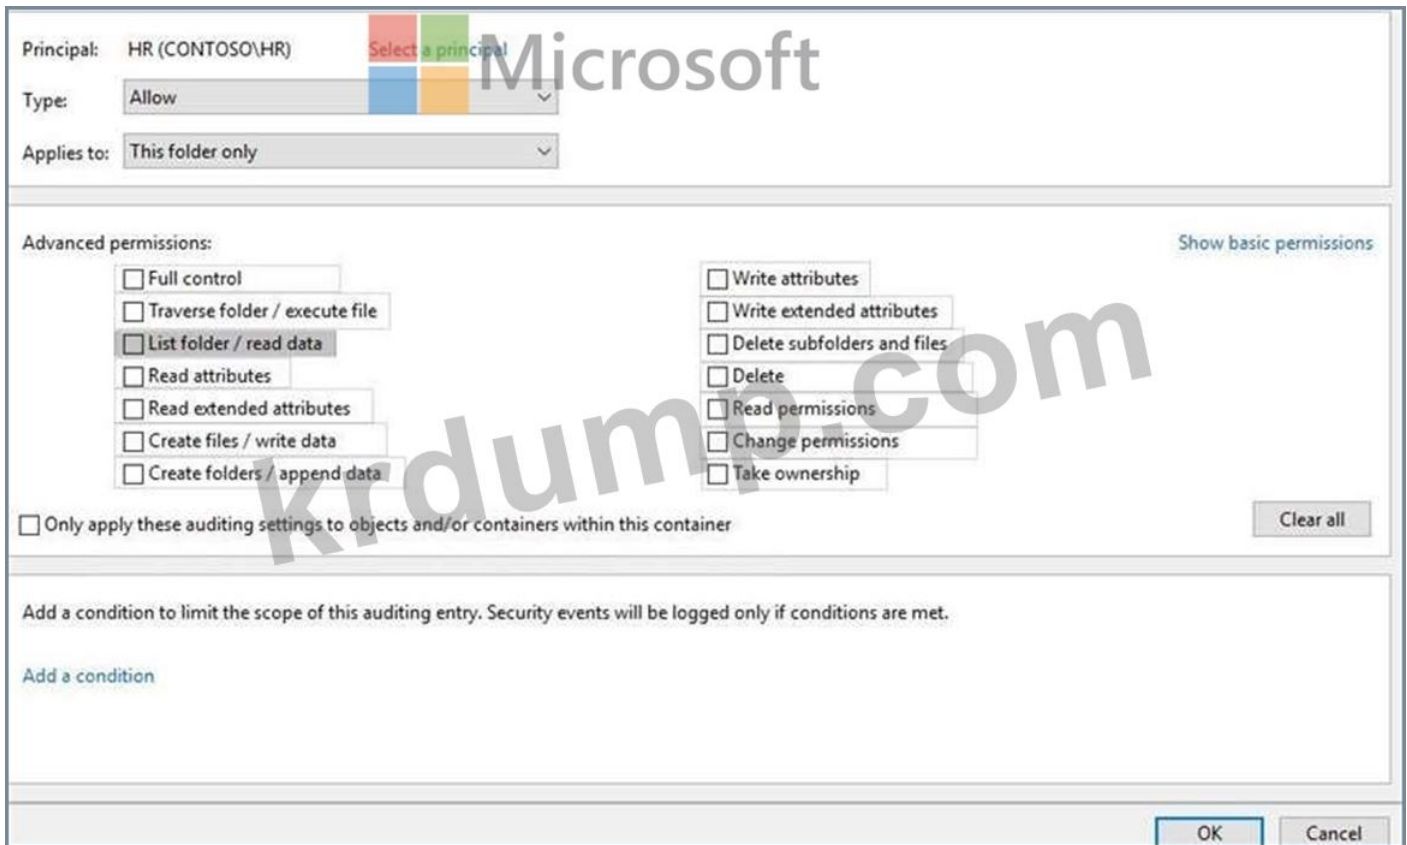 Principal: HR (CONTOSO\HR) Select a principal
Microsoft
Type: Allow
Applies to: This folder only
Advanced permissions: Show basic permissions
Full control Write attributes
Traverse folder / execute file Write extended attributes
List folder / read data Delete subfolders and files
Read attributes Delete
Read extended attributes Read permissions
Create files / write data Change permissions
Create folders / append data Take ownership
krdump.com
Only apply these auditing settings to objects and/or containers within this container Clear all
Add a condition to limit the scope of this auditing entry. Security events will be logged only if conditions are met.
Add a condition
OK Cancel